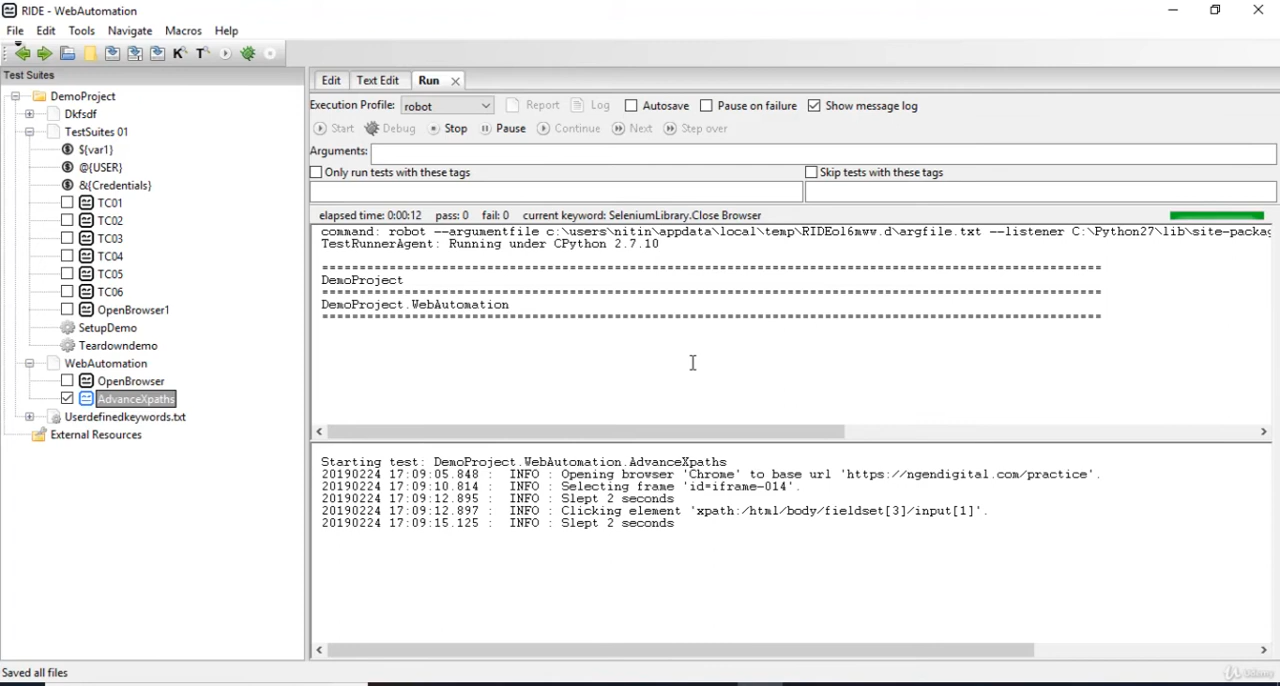 RIDE - WebAutomation
File Edit Tools Navigate Macros Help
K T
Test Suites
DemoProject
Dkfsdf
TestSuites 01
${var1}
@{USER}
&{Credentials}
TC01
TC02
TC03
TC04
TC05
TC06
OpenBrowser1
SetupDemo
Teardowndemo
WebAutomation
OpenBrowser
AdvanceXpaths
Userdefinedkeywords.txt
External Resources
Edit Text Edit Run
Execution Profile: robot Report Log Autosave Pause on failure Show message log
Start Debug Stop Pause Continue Next Step over
Arguments:
Only run tests with these tags Skip tests with these tags
elapsed time: 0:00:12 pass: 0 fail: 0 current keyword: SeleniumLibrary.Close Browser
command: robot --argumentfile c:\users\nitin\appdata\local\temp\RIDEol6mww.d\argfile.txt --listener C:\Python27\lib\site-packag
TestRunnerAgent: Running under CPython 2.7.10
==============================================================================
DemoProject
==============================================================================
DemoProject.WebAutomation
==============================================================================
Starting test: DemoProject.WebAutomation.AdvanceXpaths
20190224 17:09:05.848 : INFO : Opening browser 'Chrome' to base url 'https://ngendigital.com/practice'.
20190224 17:09:10.814 : INFO : Selecting frame 'id=iframe-014'.
20190224 17:09:12.895 : INFO : Slept 2 seconds
20190224 17:09:12.897 : INFO : Clicking element 'xpath:/html/body/fieldset[3]/input[1]'.
20190224 17:09:15.125 : INFO : Slept 2 seconds
Saved all files
Udemy